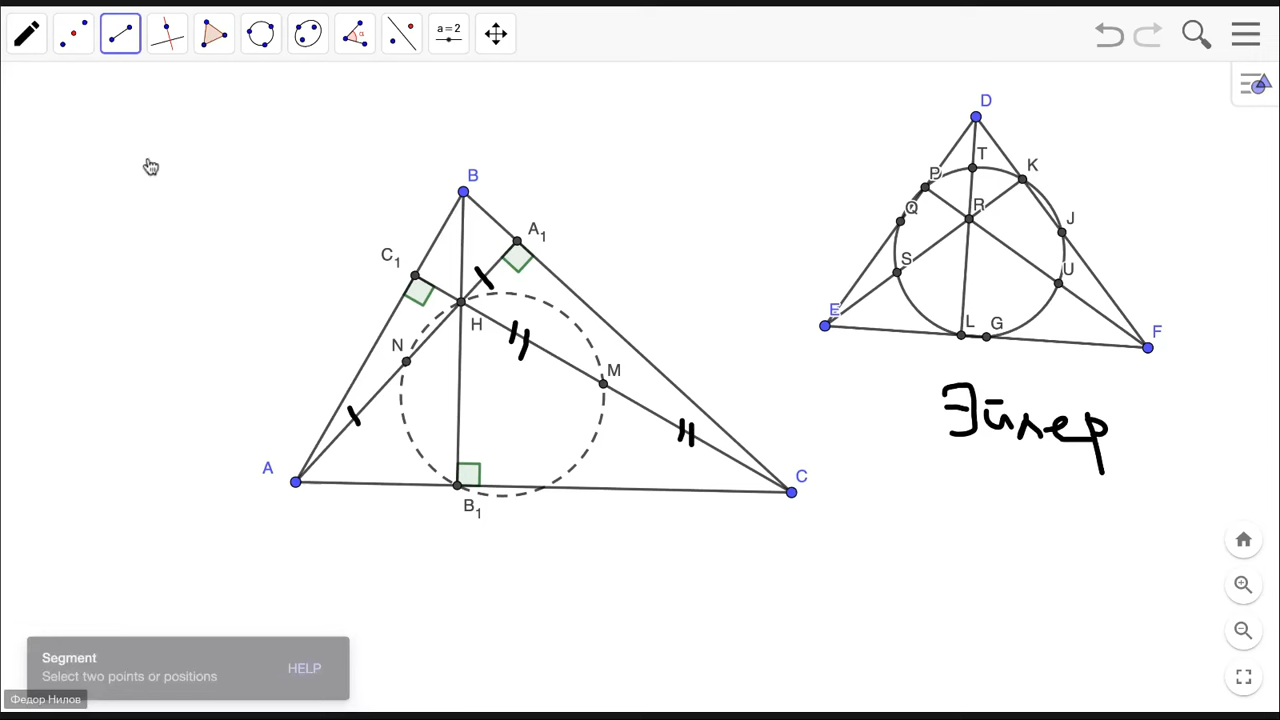 a=2
D
T
P
K
Q
R
J
S
U
E
L
G
F
B
A1
C1
H
N
M
A
C
B1
Эйлер
Segment
Select two points or positions
HELP
Федор Нилов